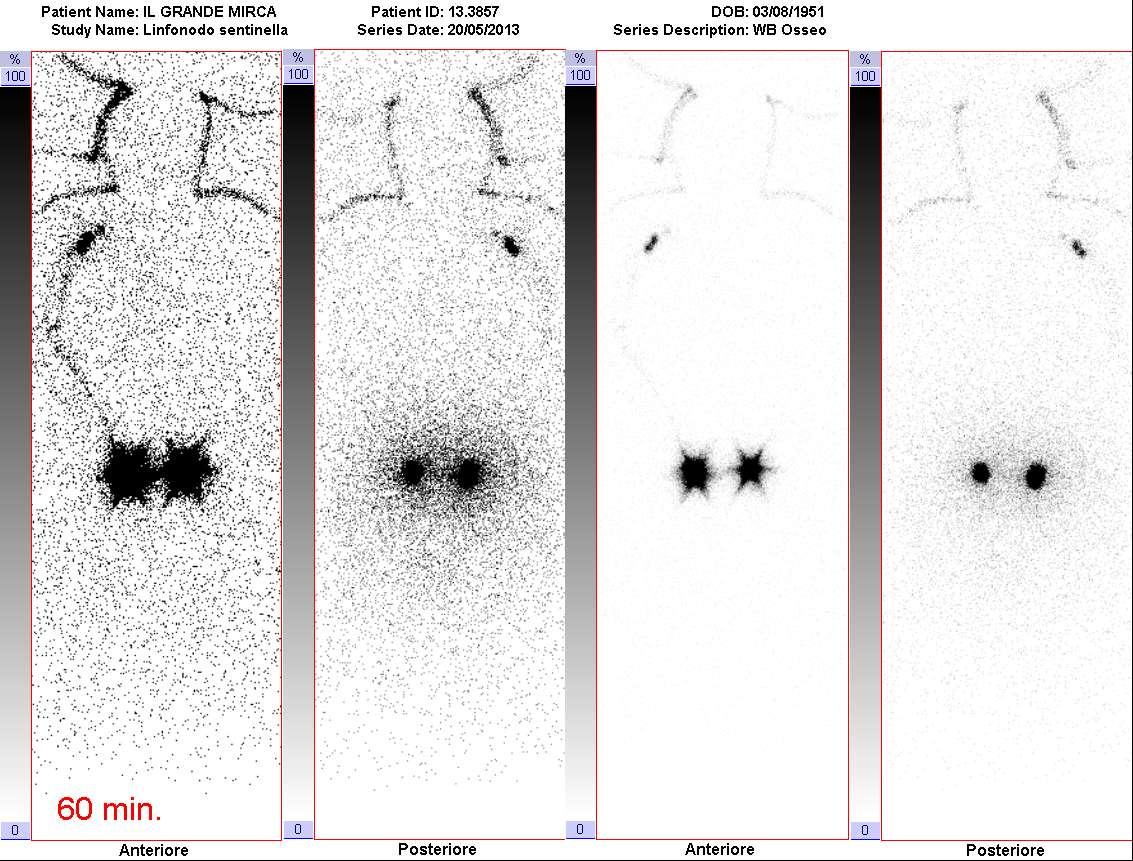 Patient Name: IL GRANDE MIRCA Patient ID: 13.3857 DOB: 03/08/1951
Study Name: Linfonodo sentinella Series Date: 20/05/2013 Series Description: WB Osseo
% % % %
100 100 100 100
60 min.
0 0 0 0
Anteriore Posteriore Anteriore Posteriore